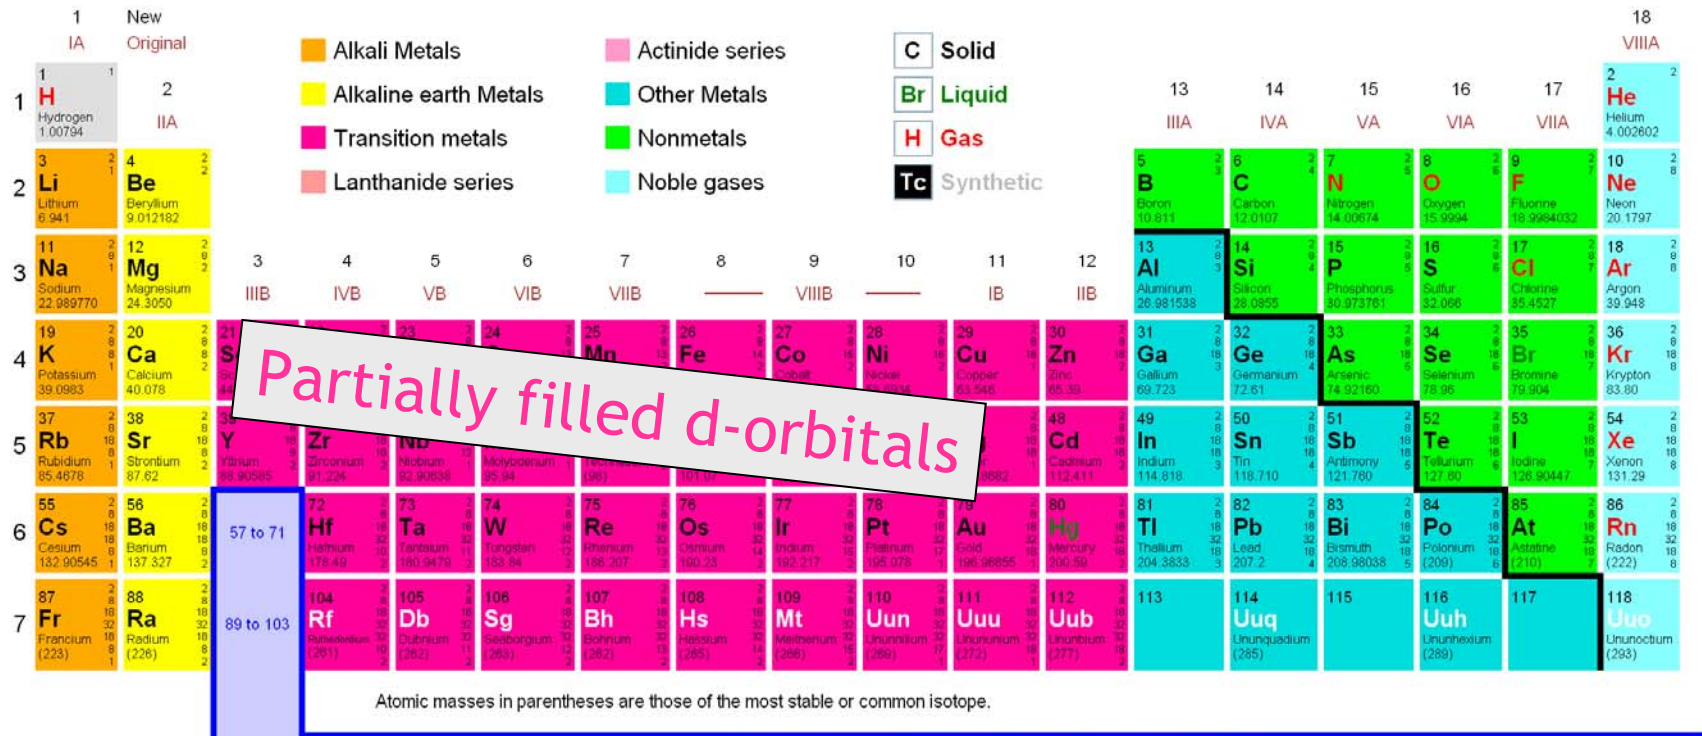 1 New 18
IA Original VIIIA
Alkali Metals
Alkaline earth Metals
Transition metals
Lanthanide series
Actinide series
Other Metals
Nonmetals
Noble gases
C Solid
Br Liquid
H Gas
Tc Synthetic
2 13 14 15 16 17
IIA IIIA IVA VA VIA VIIA
1
1 2
H He
Hydrogen Helium
1.00794 4.002602
2
3 4 5 6 7 8 9 10
Li Be B C N O F Ne
Lithium Beryllium Boron Carbon Nitrogen Oxygen Fluorine Neon
6.941 9.012182 10.811 12.0107 14.00674 15.9994 18.9984032 20.1797
3 4 5 6 7 8 9 10 11 12
IIIB IVB VB VIB VIIB VIIIB IB IIB
3
11 12 13 14 15 16 17 18
Na Mg Al Si P S Cl Ar
Sodium Magnesium Aluminum Silicon Phosphorus Sulfur Chlorine Argon
22.989770 24.3050 26.981538 28.0855 30.973761 32.066 35.4527 39.948
4
19 20 21 23 24 25 26 27 28 29 30 31 32 33 34 35 36
K Ca Mn Fe Co Ni Cu Zn Ga Ge As Se Br Kr
Potassium Calcium Cobalt Nickel Copper Zinc Gallium Germanium Arsenic Selenium Bromine Krypton
39.0983 40.078 63.546 65.39 69.723 72.61 74.92160 78.96 79.904 83.80
Partially filled d-orbitals
5
37 38 48 49 50 51 52 53 54
Rb Sr Y Zr Nb Cd In Sn Sb Te I Xe
Rubidium Strontium Yttrium Zirconium Niobium Molybdenum Cadmium Indium Tin Antimony Tellurium Iodine Xenon
85.4678 87.62 88.90585 91.224 92.90638 95.94 (98) 101.07 112.411 114.818 118.710 121.760 127.60 126.90447 131.29
6
55 56 57 to 71 72 73 74 75 76 77 78 79 80 81 82 83 84 85 86
Cs Ba Hf Ta W Re Os Ir Pt Au Hg Tl Pb Bi Po At Rn
Cesium Barium Hafnium Tantalum Tungsten Rhenium Osmium Iridium Platinum Gold Mercury Thallium Lead Bismuth Polonium Astatine Radon
132.90545 137.327 178.49 180.9479 183.84 186.207 190.23 192.217 195.078 196.96655 200.59 204.3833 207.2 208.98038 (209) (210) (222)
7
87 88 89 to 103 104 105 106 107 108 109 110 111 112 113 114 115 116 117 118
Fr Ra Rf Db Sg Bh Hs Mt Uun Uuu Uub Uuq Uuh Uuo
Francium Radium Rutherfordium Dubnium Seaborgium Bohrium Hassium Meitnerium Ununnilium Unununium Ununbium Ununquadium Ununhexium Ununoctium
(223) (226) (261) (262) (263) (262) (265) (266) (269) (272) (277) (285) (289) (293)
Atomic masses in parentheses are those of the most stable or common isotope.